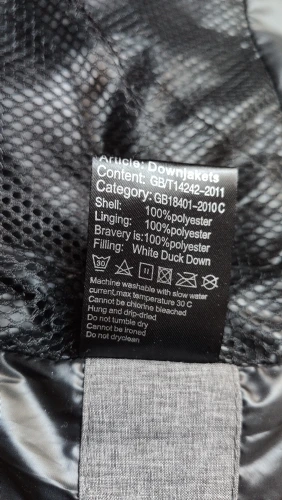 Article: Downjakets
Content: GB/T14242-2011
Category: GB18401-2010 C
Shell: 100%polyester
Linging: 100%polyester
Bravery is: 100%polyester
Filling: White Duck Down
30
Machine washable with slow water
current,max temperature 30 C
Cannot be chlorine bleached
Hung and drip-dried
Do not tumble dry
Cannot be Ironed
Do not dryclean